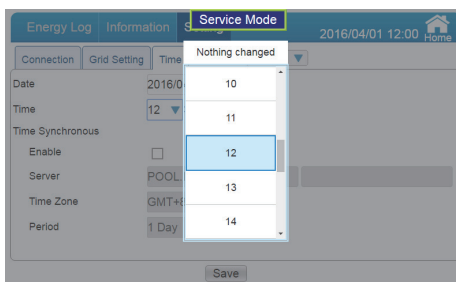 Energy Log Information Service Mode 2016/04/01 12:00 Home
Nothing changed
Connection Grid Setting Time
Date 2016/0
Time 12
Time Synchronous
Enable
Server POOL.
Time Zone GMT+8
Period 1 Day
10
11
12
13
14
Save